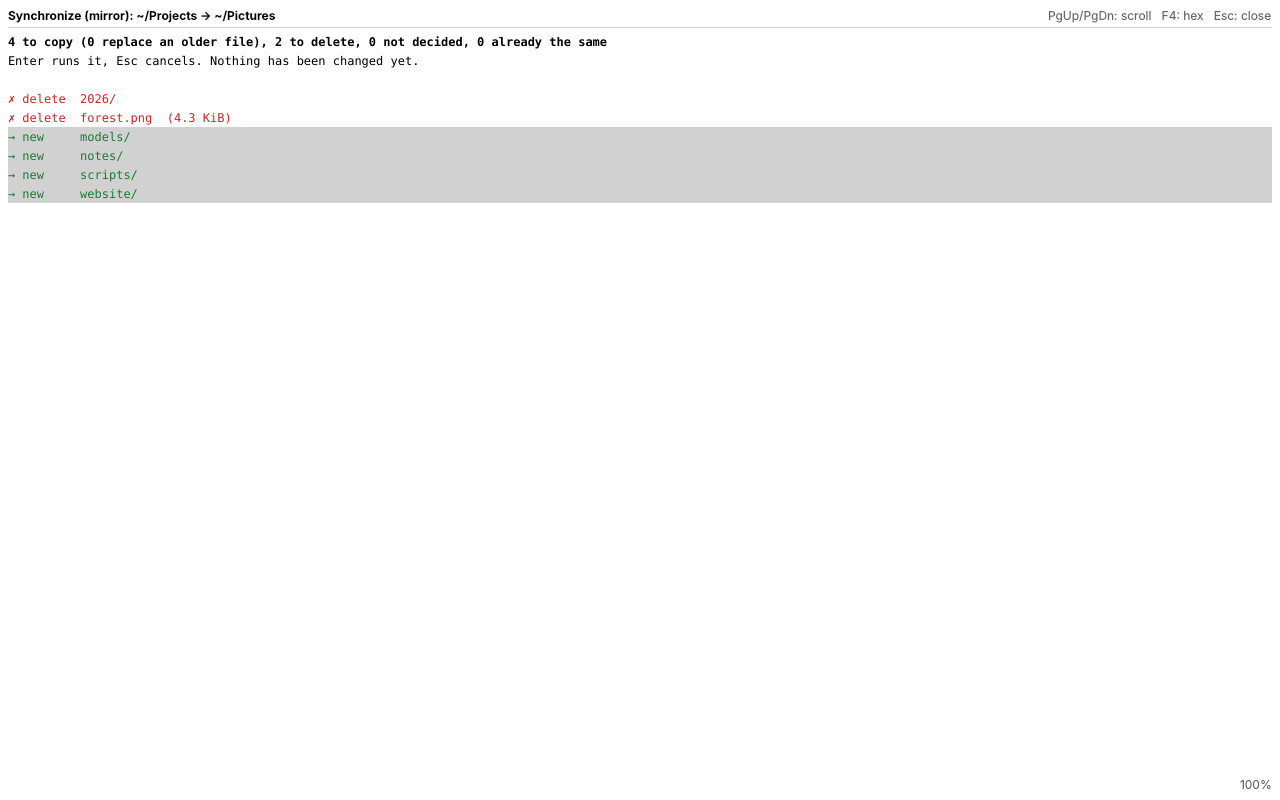 Synchronize (mirror): ~/Projects → ~/Pictures PgUp/PgDn: scroll F4: hex Esc: close
4 to copy (0 replace an older file), 2 to delete, 0 not decided, 0 already the same
Enter runs it, Esc cancels. Nothing has been changed yet.
✗ delete 2026/
✗ delete forest.png (4.3 KiB)
→ new models/
→ new notes/
→ new scripts/
→ new website/
100%